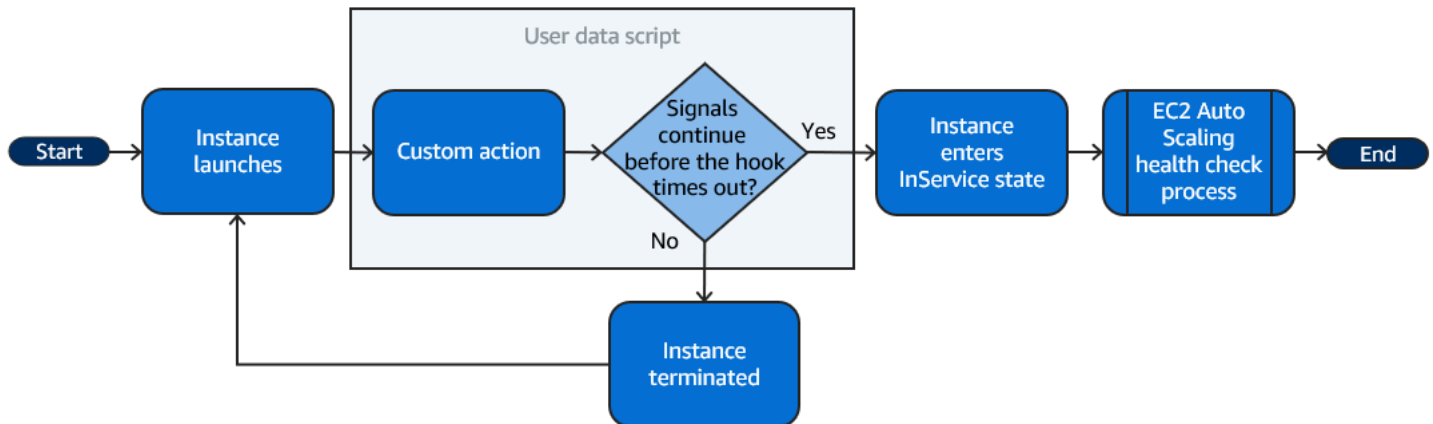 User data script
Start
Instance
launches
Custom action
Signals
continue
before the hook
times out?
Yes
No
Instance
enters
InService state
EC2 Auto
Scaling
health check
process
End
Instance
terminated